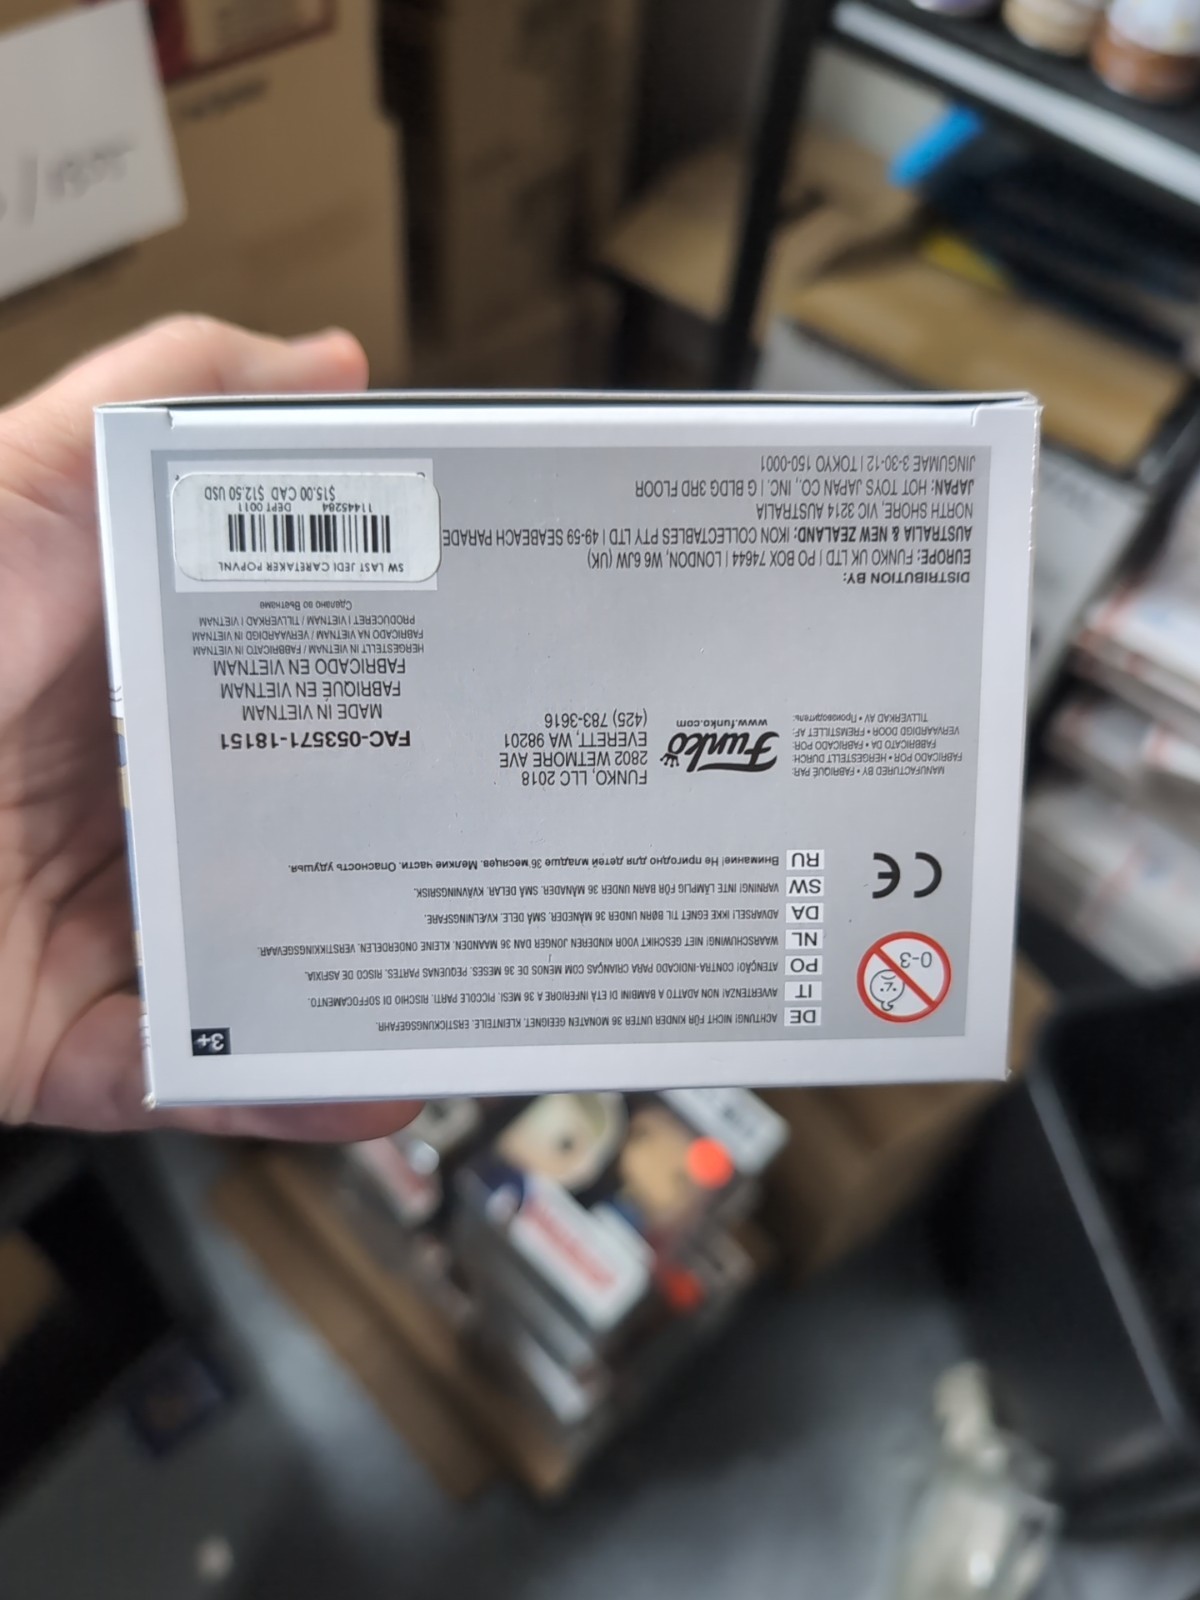 3+
DE ACHTUNG! NICHT FÜR KINDER UNTER 36 MONATEN GEEIGNET. KLEINTEILE. ERSTICKUNGSGEFAHR.
IT AVVERTENZA! NON ADATTO A BAMBINI DI ETÀ INFERIORE A 36 MESI. PICCOLE PARTI. RISCHIO DI SOFFOCAMENTO.
PO ATENÇÃO! CONTRA-INDICADO PARA CRIANÇAS COM MENOS DE 36 MESES. PEQUENAS PARTES. RISCO DE ASFIXIA.
NL WAARSCHUWING! NIET GESCHIKT VOOR KINDEREN JONGER DAN 36 MAANDEN. KLEINE ONDERDELEN. VERSTIKKINGSGEVAAR.
DA ADVARSEL! IKKE EGNET TIL BØRN UNDER 36 MÅNEDER. SMÅ DELE. KVÆLNINGSFARE.
SW VARNING! INTE LÄMPLIG FÖR BARN UNDER 36 MÅNADER. SMÅ DELAR. KVÄVNINGSRISK.
RU Внимание! Не пригодно для детей младше 36 месяцев. Мелкие части. Опасность удушья.
0-3
CE
MANUFACTURED BY • FABRIQUÉ PAR:
FABRICADO POR • HERGESTELLT DURCH:
FABBRICATO DA • FABRICADO POR:
VERVAARDIGD DOOR • FREMSTILLET AF:
TILLVERKAD AV • Производитель:
Funko
www.funko.com
FUNKO, LLC 2018
2802 WETMORE AVE
EVERETT, WA 98201
(425) 783-3616
FAC-053571-18151
MADE IN VIETNAM
FABRIQUÉ EN VIETNAM
FABRICADO EN VIETNAM
HERGESTELLT IN VIETNAM / FABBRICATO IN VIETNAM
FABRICADO NA VIETNAM / VERVAARDIGD IN VIETNAM
PRODUCERET I VIETNAM / TILLVERKAD I VIETNAM
Сделано во Вьетнаме
DISTRIBUTION BY:
EUROPE: FUNKO UK LTD | PO BOX 74644 | LONDON, W6 6JW (UK)
AUSTRALIA & NEW ZEALAND: IKON COLLECTABLES PTY LTD | 49-59 SEABEACH PARADE
NORTH SHORE, VIC 3214 AUSTRALIA
JAPAN: HOT TOYS JAPAN CO., INC. | G BLDG 3RD FLOOR
JINGUMAE 3-30-12 | TOKYO 150-0001
SW LAST JEDI CARETAKER POPVNL
11445284 DEPT 0011
$15.00 CAD $12.50 USD